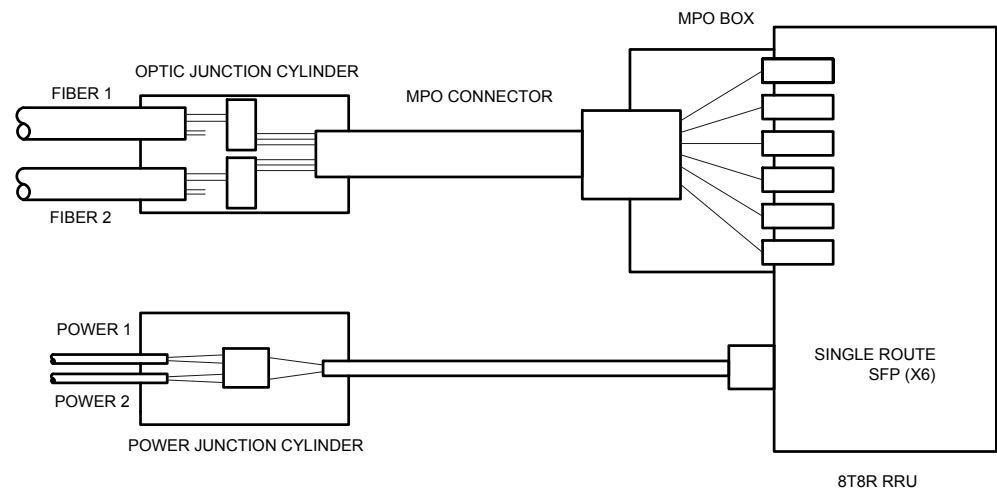 MPO BOX
OPTIC JUNCTION CYLINDER
FIBER 1
MPO CONNECTOR
FIBER 2
POWER 1
SINGLE ROUTE
SFP (X6)
POWER 2
POWER JUNCTION CYLINDER
8T8R RRU